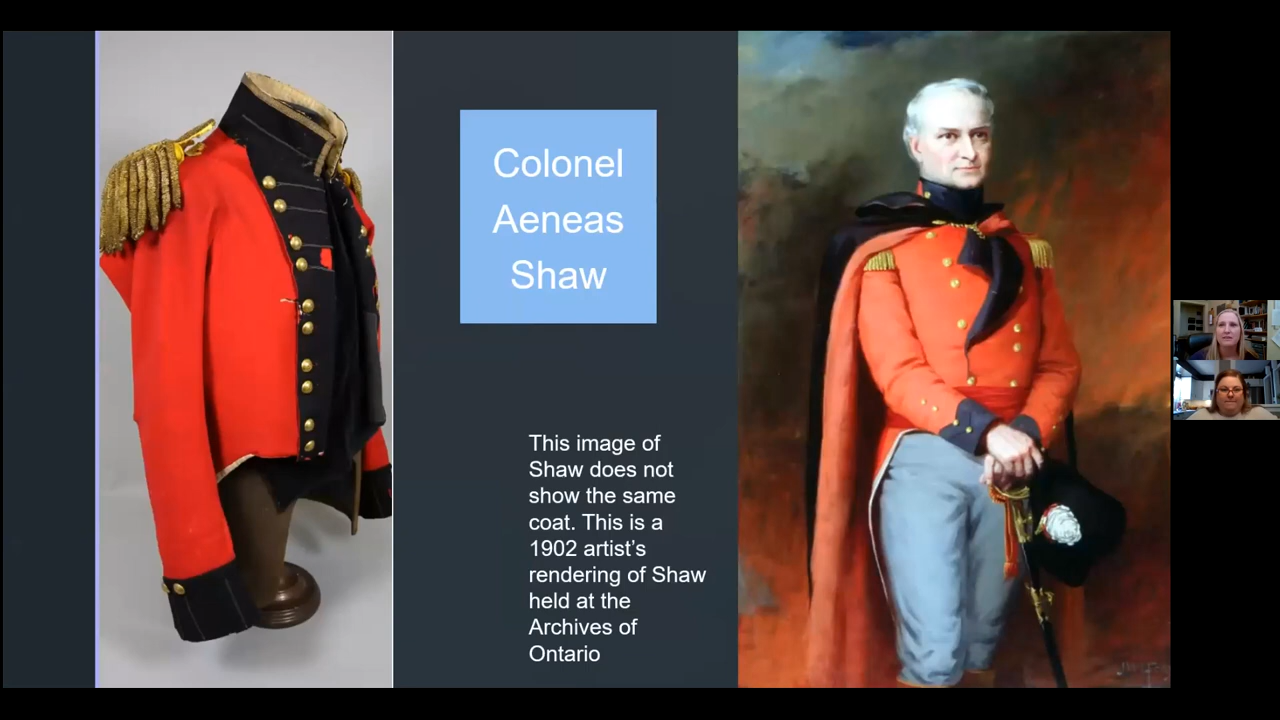 Colonel
Aeneas
Shaw
This image of
Shaw does not
show the same
coat. This is a
1902 artist’s
rendering of Shaw
held at the
Archives of
Ontario